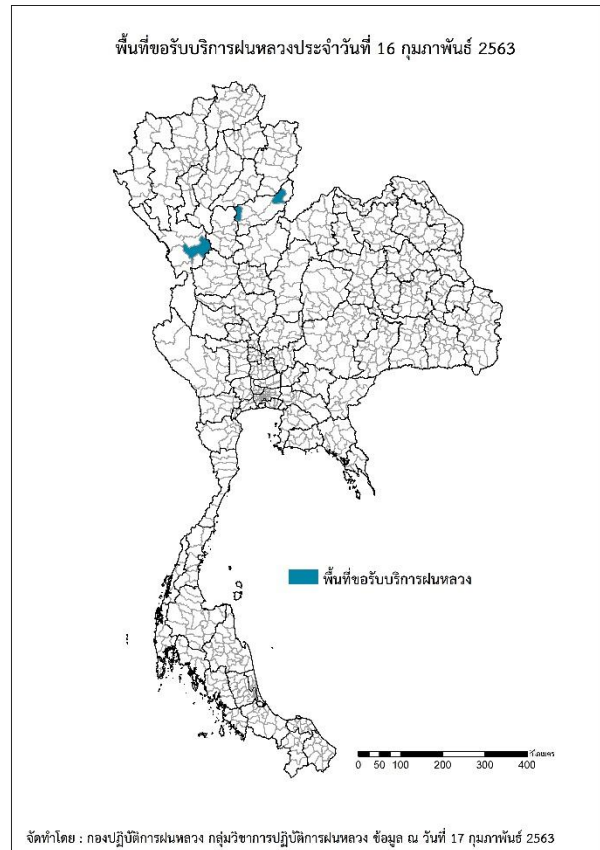 พื้นที่ขอรับบริการฝนหลวงประจำวันที่ 16 กุมภาพันธ์ 2563
พื้นที่ขอรับบริการฝนหลวง
กิโลเมตร
0 50 100 200 300 400
จัดทำโดย : กองปฏิบัติการฝนหลวง กลุ่มวิชาการปฏิบัติการฝนหลวง ข้อมูล ณ วันที่ 17 กุมภาพันธ์ 2563